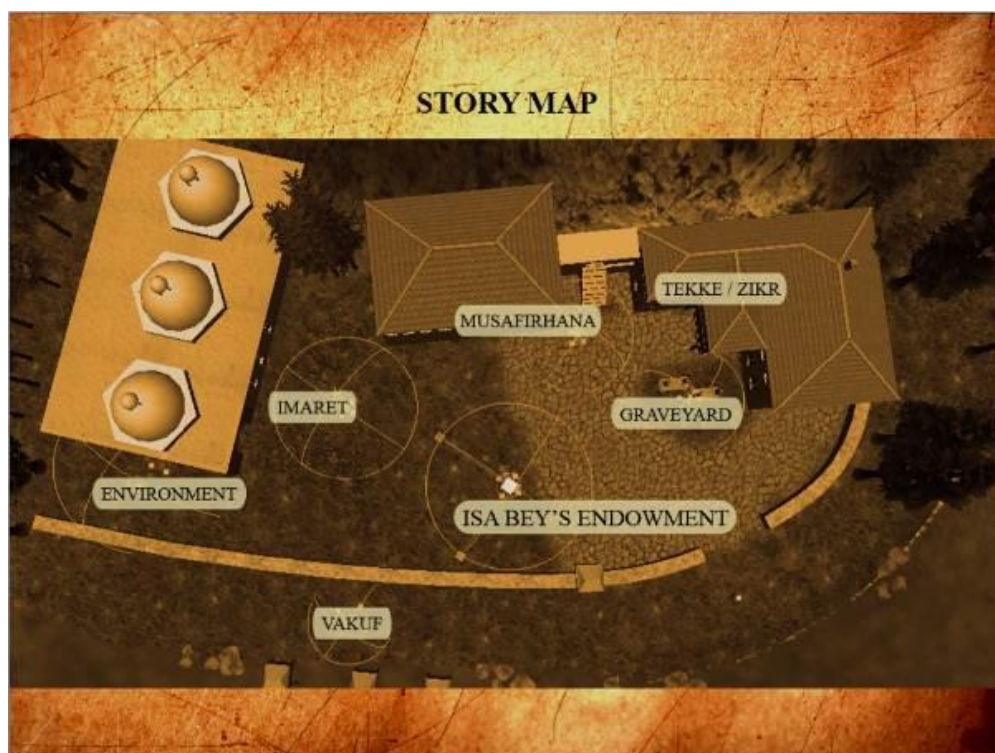 STORY MAP
TEKKE / ZIKR
MUSAFIRHANA
IMARET
GRAVEYARD
ENVIRONMENT
ISA BEY’S ENDOWMENT
VAKUF